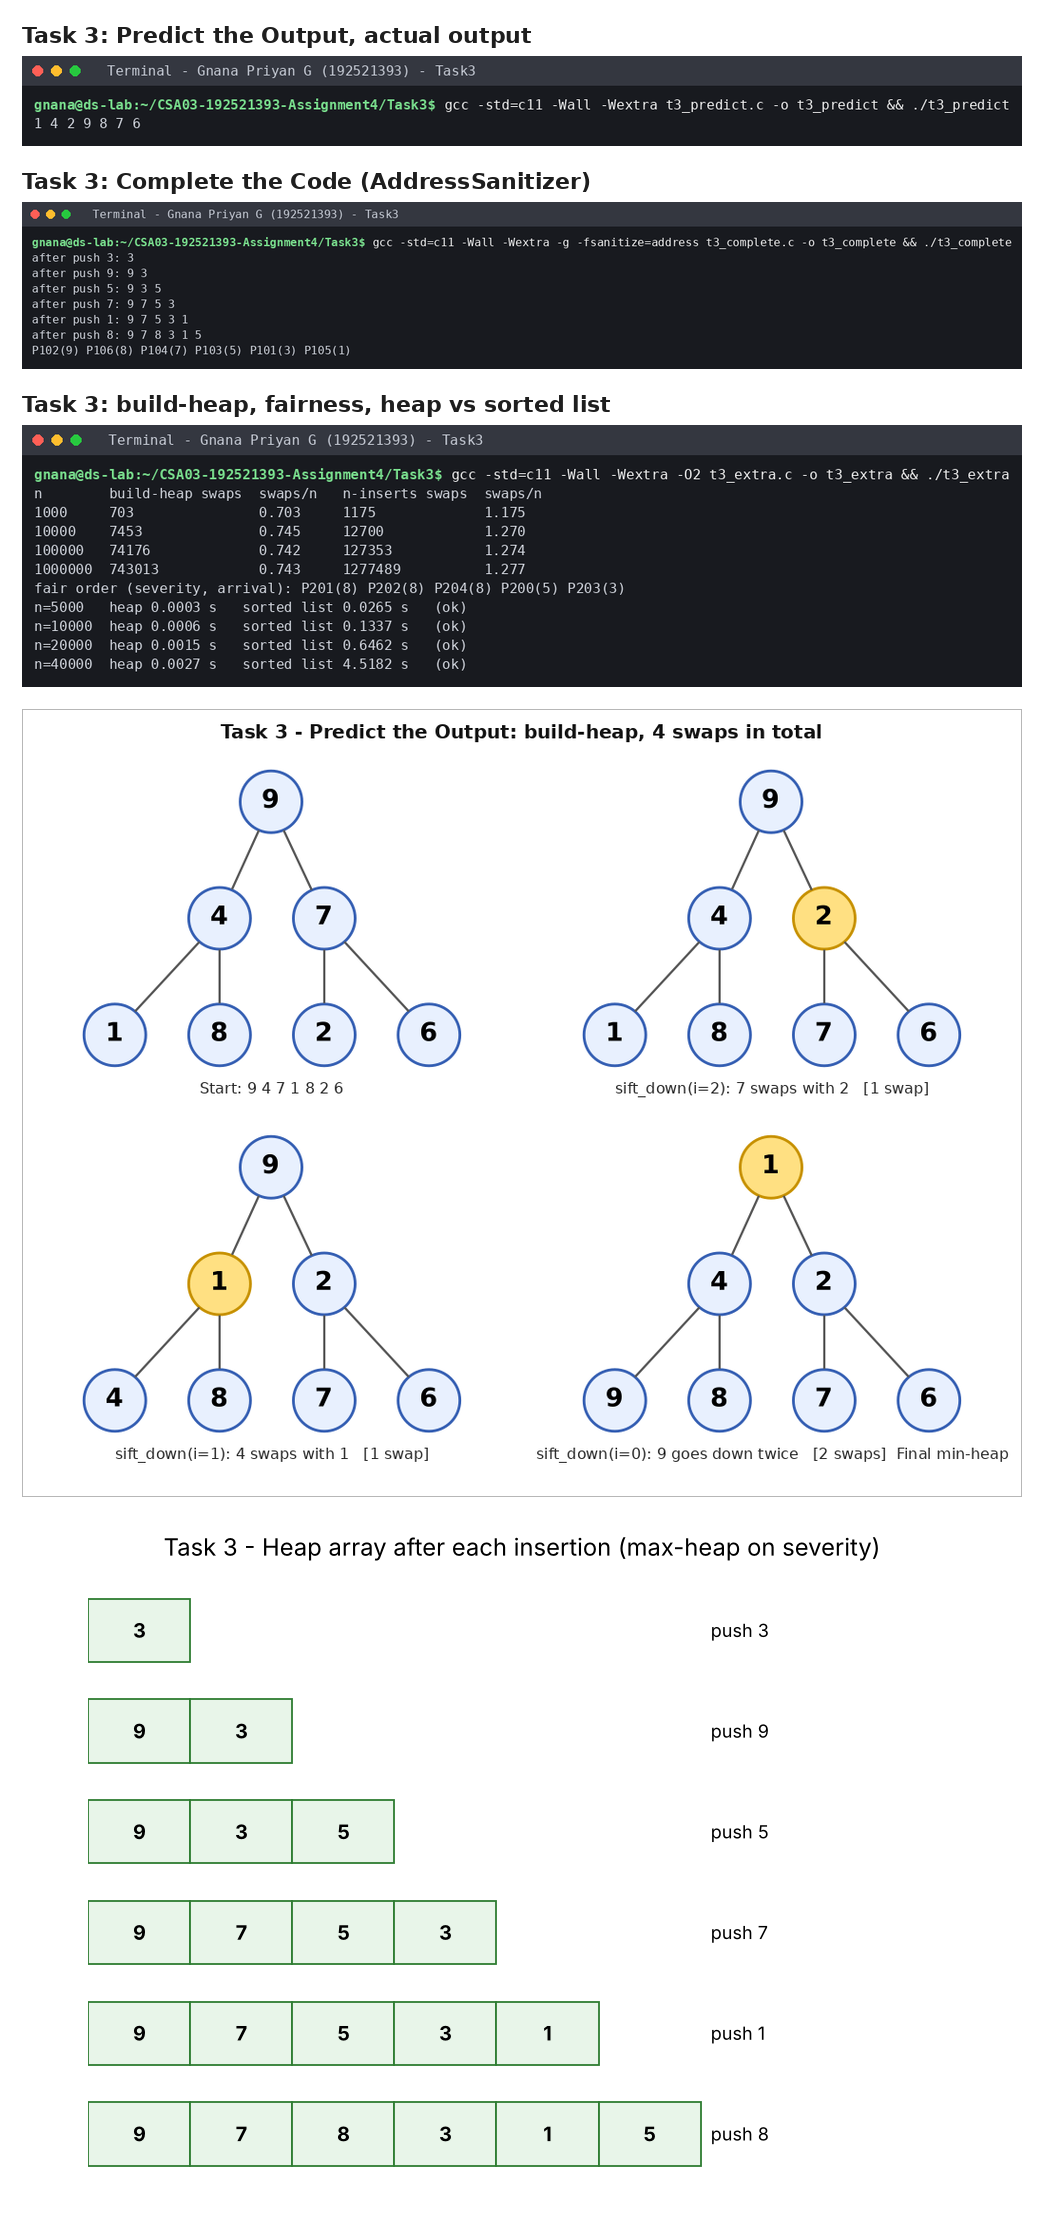 Task 3: Predict the Output, actual output
Terminal - Gnana Priyan G (192521393) - Task3
gnana@ds-lab:~/CSA03-192521393-Assignment4/Task3$ gcc -std=c11 -Wall -Wextra t3_predict.c -o t3_predict && ./t3_predict
1 4 2 9 8 7 6
Task 3: Complete the Code (AddressSanitizer)
Terminal - Gnana Priyan G (192521393) - Task3
gnana@ds-lab:~/CSA03-192521393-Assignment4/Task3$ gcc -std=c11 -Wall -Wextra -g -fsanitize=address t3_complete.c -o t3_complete && ./t3_complete
after push 3: 3
after push 9: 9 3
after push 5: 9 3 5
after push 7: 9 7 5 3
after push 1: 9 7 5 3 1
after push 8: 9 7 8 3 1 5
P102(9) P106(8) P104(7) P103(5) P101(3) P105(1)
Task 3: build-heap, fairness, heap vs sorted list
Terminal - Gnana Priyan G (192521393) - Task3
gnana@ds-lab:~/CSA03-192521393-Assignment4/Task3$ gcc -std=c11 -Wall -Wextra -O2 t3_extra.c -o t3_extra && ./t3_extra
n        build-heap swaps  swaps/n   n-inserts swaps  swaps/n
1000     703               0.703     1175             1.175
10000    7453              0.745     12700            1.270
100000   74176             0.742     127353           1.274
1000000  743013            0.743     1277489          1.277
fair order (severity, arrival): P201(8) P202(8) P204(8) P200(5) P203(3)
n=5000   heap 0.0003 s   sorted list 0.0265 s   (ok)
n=10000  heap 0.0006 s   sorted list 0.1337 s   (ok)
n=20000  heap 0.0015 s   sorted list 0.6462 s   (ok)
n=40000  heap 0.0027 s   sorted list 4.5182 s   (ok)
Task 3 - Predict the Output: build-heap, 4 swaps in total
9
4 7
1 8 2 6
Start: 9 4 7 1 8 2 6
9
4 2
1 8 7 6
sift_down(i=2): 7 swaps with 2   [1 swap]
9
1 2
4 8 7 6
sift_down(i=1): 4 swaps with 1   [1 swap]
1
4 2
9 8 7 6
sift_down(i=0): 9 goes down twice   [2 swaps]  Final min-heap
Task 3 - Heap array after each insertion (max-heap on severity)
3 push 3
9 3 push 9
9 3 5 push 5
9 7 5 3 push 7
9 7 5 3 1 push 1
9 7 8 3 1 5 push 8